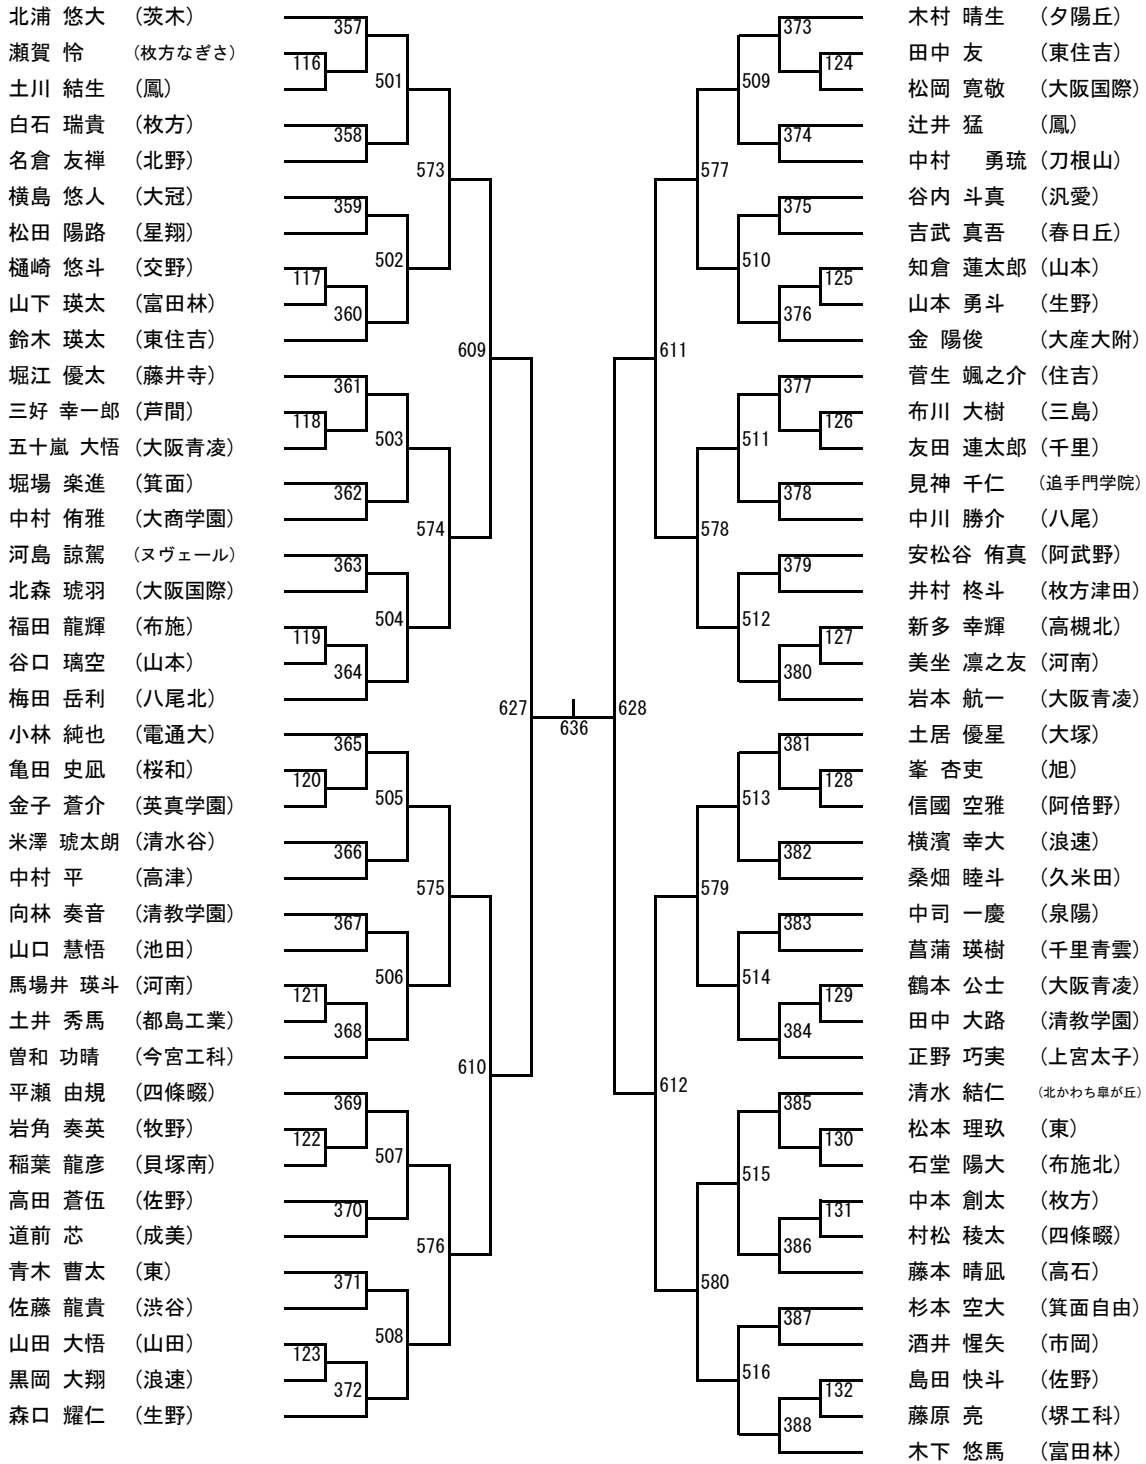 北浦 悠大 (茨木)
瀬賀 怜 (枚方なぎさ)
土川 結生 (鳳)
白石 瑞貴 (枚方)
名倉 友禅 (北野)
横島 悠人 (大冠)
松田 陽路 (星翔)
樋崎 悠斗 (交野)
山下 瑛太 (富田林)
鈴木 瑛太 (東住吉)
堀江 優太 (藤井寺)
三好 幸一郎 (芦間)
五十嵐 大悟 (大阪青凌)
堀場 楽進 (箕面)
中村 侑雅 (大商学園)
河島 諒駕 (ヌヴェール)
北森 琥羽 (大阪国際)
福田 龍輝 (布施)
谷口 璃空 (山本)
梅田 岳利 (八尾北)
小林 純也 (電通大)
亀田 史凪 (桜和)
金子 蒼介 (英真学園)
米澤 琥太朗 (清水谷)
中村 平 (高津)
向林 奏音 (清教学園)
山口 慧悟 (池田)
馬場井 瑛斗 (河南)
土井 秀馬 (都島工業)
曽和 功晴 (今宮工科)
平瀬 由規 (四條畷)
岩角 奏英 (牧野)
稲葉 龍彦 (貝塚南)
高田 蒼伍 (佐野)
道前 芯 (成美)
青木 曹太 (東)
佐藤 龍貴 (渋谷)
山田 大悟 (山田)
黒岡 大翔 (浪速)
森口 耀仁 (生野)
116
117
118
119
120
121
122
123
357
358
359
360
361
362
363
364
365
366
367
368
369
370
371
372
501
502
503
504
505
506
507
508
573
574
575
576
609
610
627
636
628
611
612
577
578
579
580
509
510
511
512
513
514
515
516
373
374
375
376
377
378
379
380
381
382
383
384
385
386
387
388
124
125
126
127
128
129
130
131
132
木村 晴生 (夕陽丘)
田中 友 (東住吉)
松岡 寛敬 (大阪国際)
辻井 猛 (鳳)
中村 勇琉 (刀根山)
谷内 斗真 (汎愛)
吉武 真吾 (春日丘)
知倉 蓮太郎 (山本)
山本 勇斗 (生野)
金 陽俊 (大産大附)
菅生 颯之介 (住吉)
布川 大樹 (三島)
友田 連太郎 (千里)
見神 千仁 (追手門学院)
中川 勝介 (八尾)
安松谷 侑真 (阿武野)
井村 柊斗 (枚方津田)
新多 幸輝 (高槻北)
美坐 凛之友 (河南)
岩本 航一 (大阪青凌)
土居 優星 (大塚)
峯 杏吏 (旭)
信國 空雅 (阿倍野)
横濱 幸大 (浪速)
桑畑 睦斗 (久米田)
中司 一慶 (泉陽)
菖蒲 瑛樹 (千里青雲)
鶴本 公士 (大阪青凌)
田中 大路 (清教学園)
正野 巧実 (上宮太子)
清水 結仁 (北かわち皐が丘)
松本 理玖 (東)
石堂 陽大 (布施北)
中本 創太 (枚方)
村松 稜太 (四條畷)
藤本 晴凪 (高石)
杉本 空大 (箕面自由)
酒井 惺矢 (市岡)
島田 快斗 (佐野)
藤原 亮 (堺工科)
木下 悠馬 (富田林)